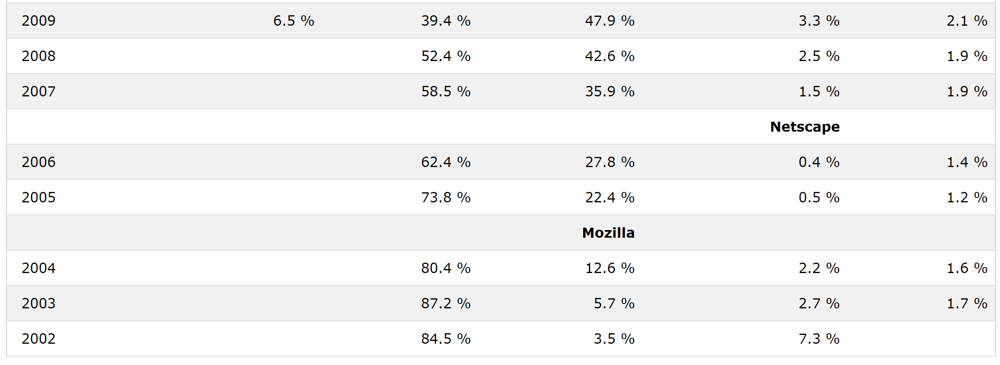 2009 6.5 % 39.4 % 47.9 % 3.3 % 2.1 %
2008 52.4 % 42.6 % 2.5 % 1.9 %
2007 58.5 % 35.9 % 1.5 % 1.9 %
Netscape
2006 62.4 % 27.8 % 0.4 % 1.4 %
2005 73.8 % 22.4 % 0.5 % 1.2 %
Mozilla
2004 80.4 % 12.6 % 2.2 % 1.6 %
2003 87.2 % 5.7 % 2.7 % 1.7 %
2002 84.5 % 3.5 % 7.3 %